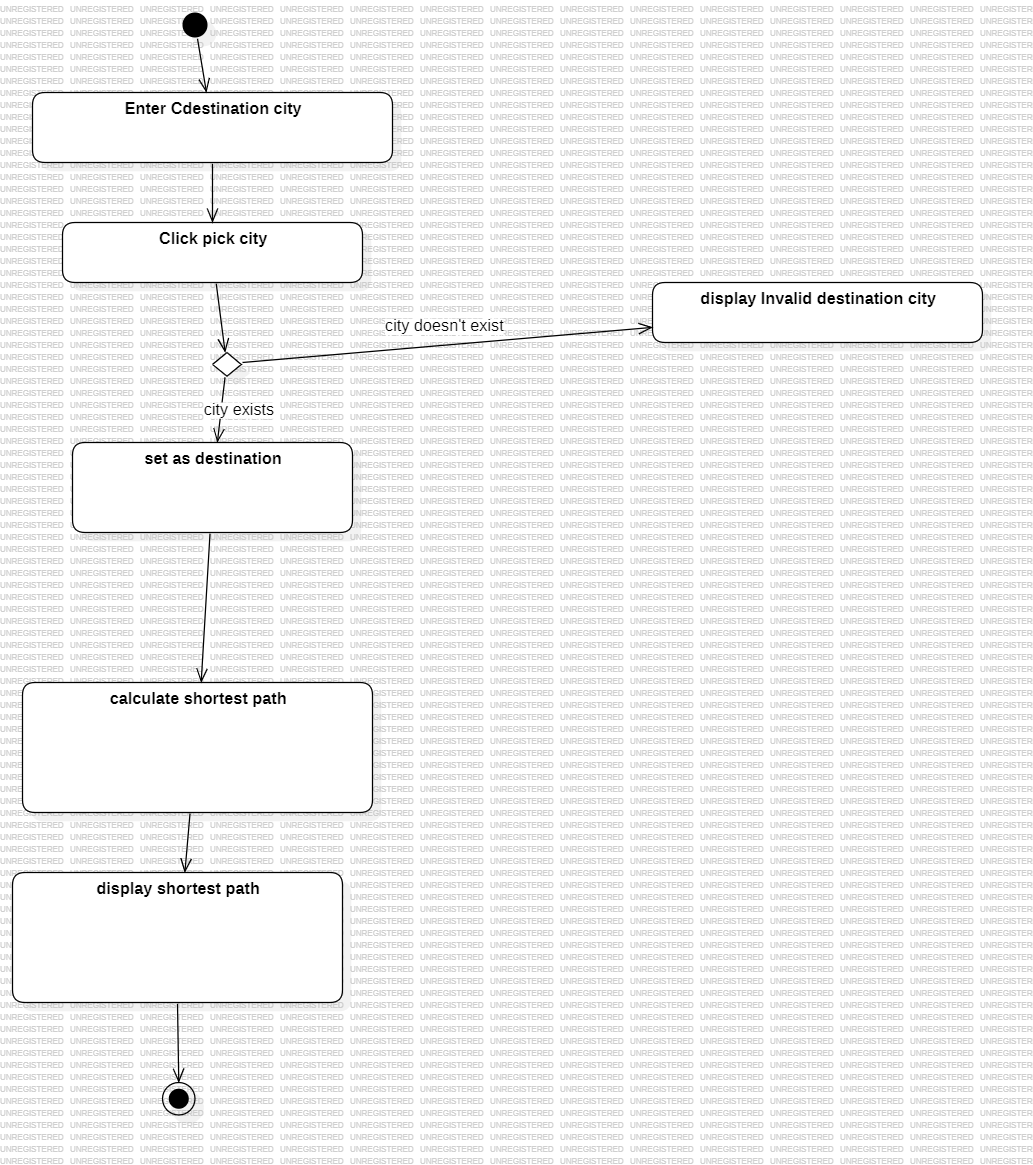 Enter Cdestination city
Click pick city
display Invalid destination city
city doesn't exist
city exists
set as destination
calculate shortest path
display shortest path
UNREGISTERED